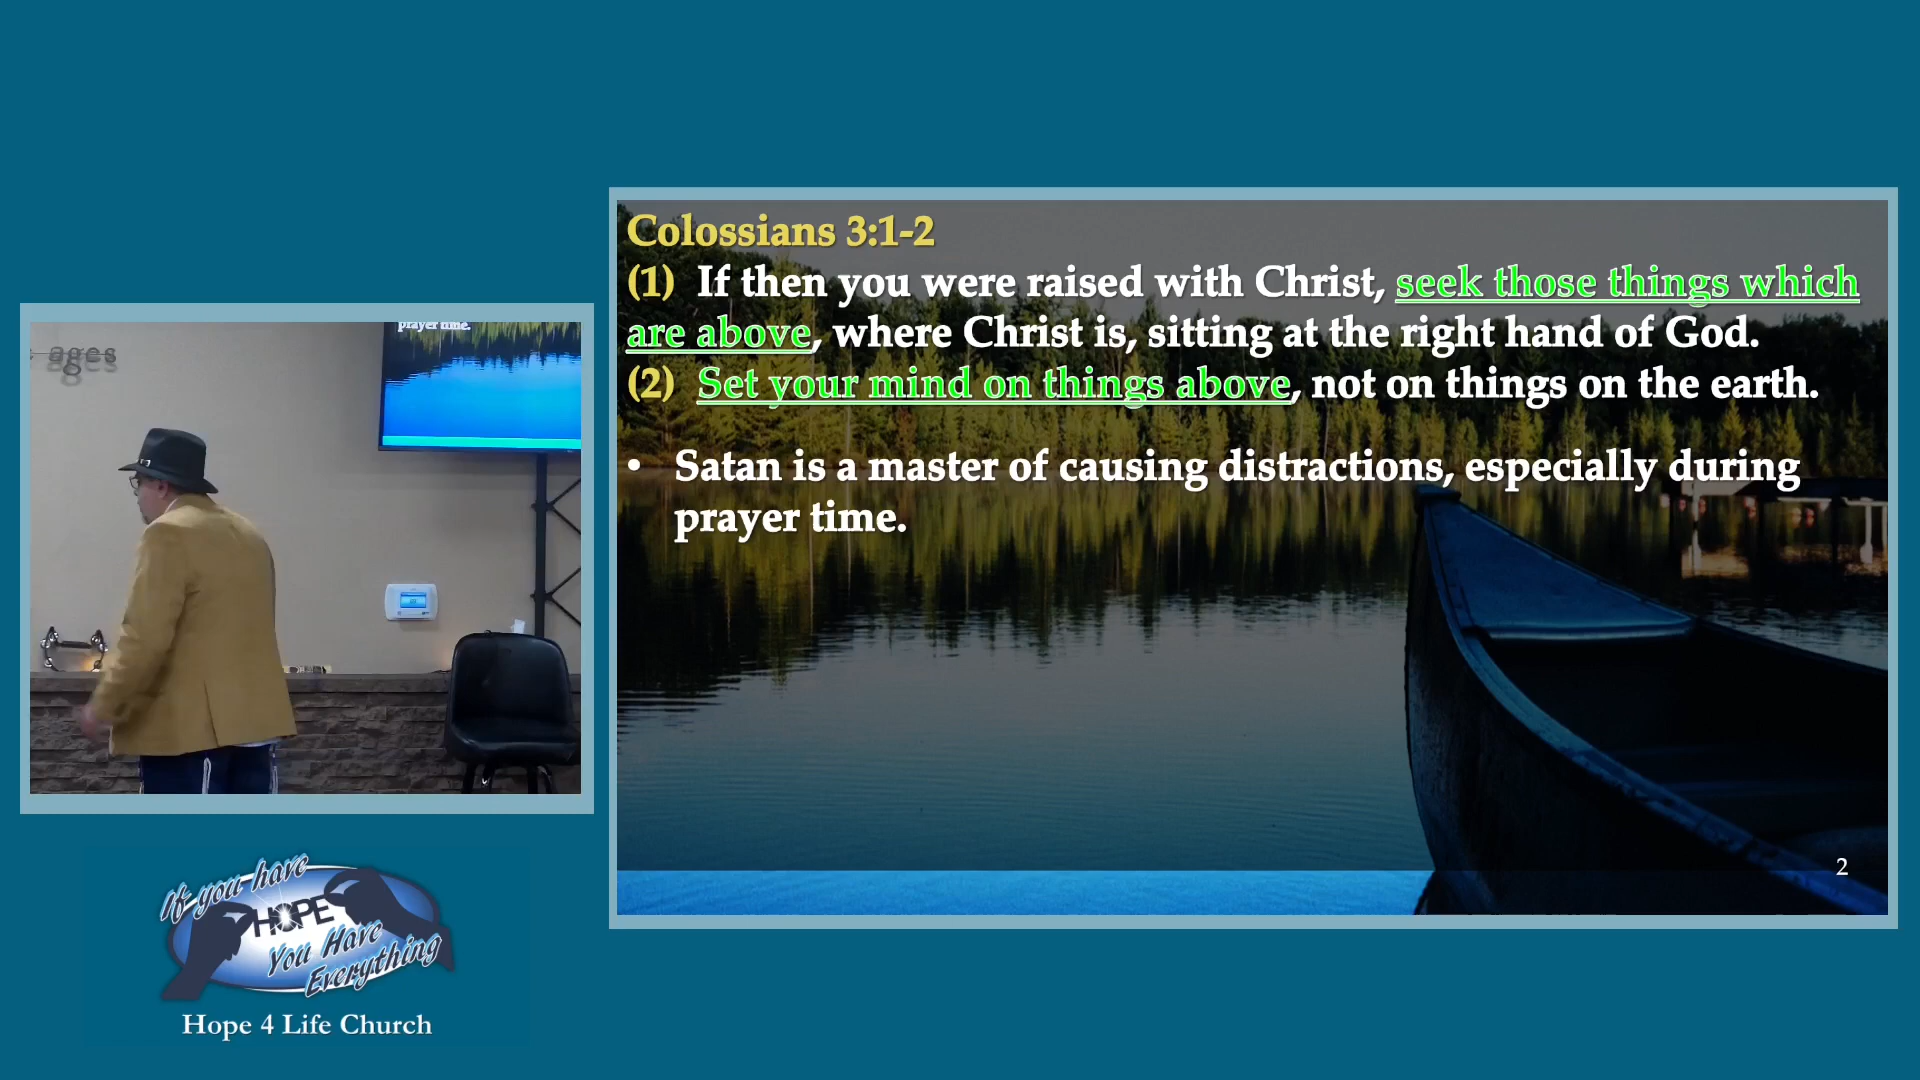 Colossians 3:1-2
(1) If then you were raised with Christ, seek those things which
are above, where Christ is, sitting at the right hand of God.
(2) Set your mind on things above, not on things on the earth.
• Satan is a master of causing distractions, especially during
prayer time.
2
ages
prayer time.
If you have
HOPE
You Have
Everything
Hope 4 Life Church